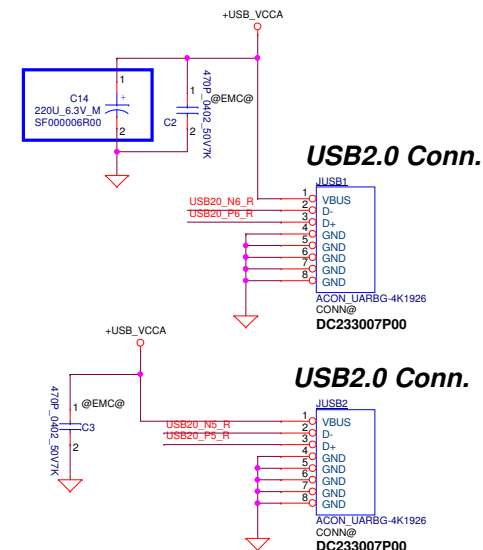 +USB_VCCA
1
C14
220U_6.3V_M
SF000006R00
+
2
1
470P_0402_50V7K
@EMC@
C2
2
USB2.0 Conn.
JUSB1
USB20_N6_R
USB20_P6_R
1 VBUS
2 D-
3 D+
4 GND
5 GND
6 GND
7 GND
8 GND
ACON_UARBG-4K1926
CONN@
DC233007P00
+USB_VCCA
470P_0402_50V7K
1
@EMC@
C3
2
USB2.0 Conn.
JUSB2
USB20_N5_R
USB20_P5_R
1 VBUS
2 D-
3 D+
4 GND
5 GND
6 GND
7 GND
8 GND
ACON_UARBG-4K1926
CONN@
DC233007P00